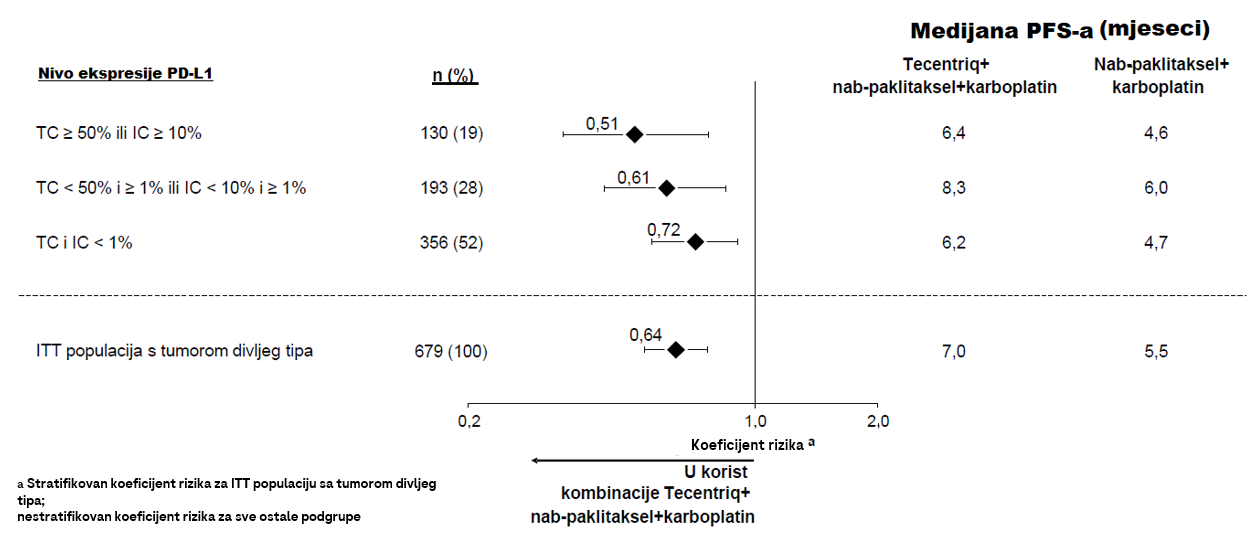 Medijana PFS-a (mjeseci)
Nivo ekspresije PD-L1
n (%)
Tecentriq+
nab-paklitaksel+karboplatin
Nab-paklitaksel+
karboplatin
TC ≥ 50% ili IC ≥ 10%
130 (19)
0,51
6,4
4,6
TC < 50% i ≥ 1% ili IC < 10% i ≥ 1%
193 (28)
0,61
8,3
6,0
TC i IC < 1%
356 (52)
0,72
6,2
4,7
ITT populacija s tumorom divljeg tipa
679 (100)
0,64
7,0
5,5
0,2
1,0
2,0
Koeficijent rizika a
U korist
kombinacije Tecentriq+
nab-paklitaksel+karboplatin
a Stratifikovan koeficijent rizika za ITT populaciju sa tumorom divljeg
tipa;
nestratifikovan koeficijent rizika za sve ostale podgrupe